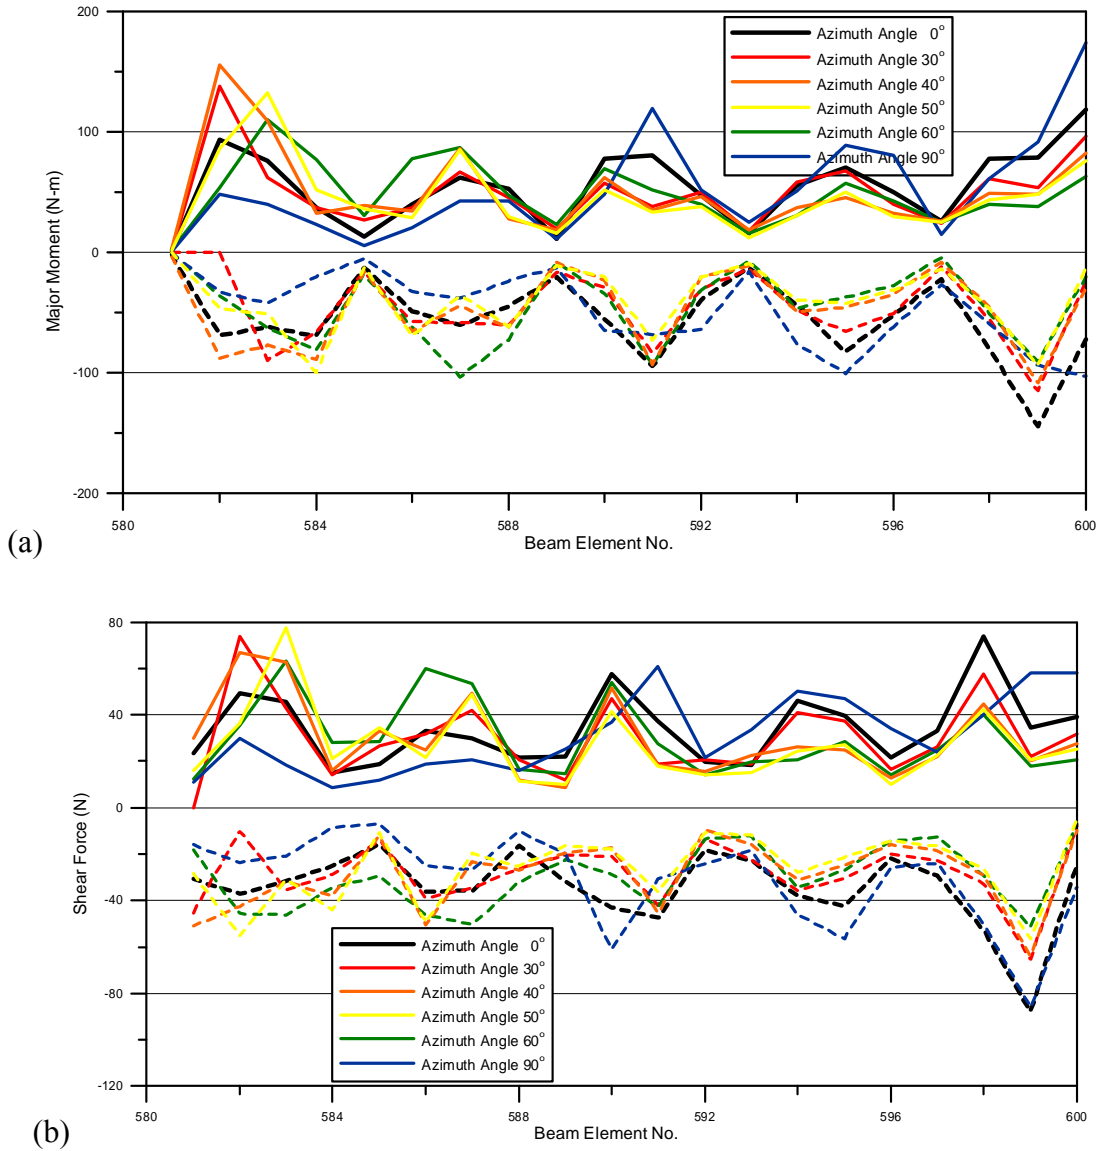 200
100
0
-100
-200
Major Moment (N-m)
Azimuth Angle 0°
Azimuth Angle 30°
Azimuth Angle 40°
Azimuth Angle 50°
Azimuth Angle 60°
Azimuth Angle 90°
580 584 588 592 596 600
Beam Element No.
(a)
80
40
0
-40
-80
-120
Shear Force (N)
Azimuth Angle 0°
Azimuth Angle 30°
Azimuth Angle 40°
Azimuth Angle 50°
Azimuth Angle 60°
Azimuth Angle 90°
580 584 588 592 596 600
Beam Element No.
(b)